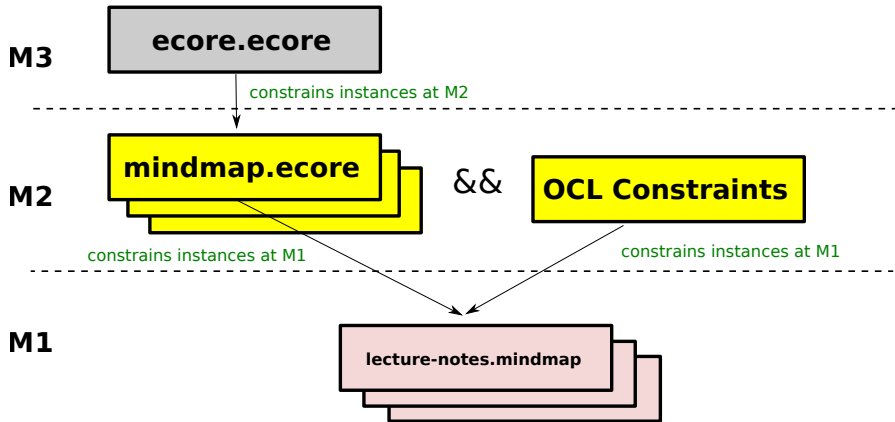 ecore.ecore
M3
constrains instances at M2
mindmap.ecore
&&
OCL Constraints
M2
constrains instances at M1
constrains instances at M1
M1
lecture-notes.mindmap